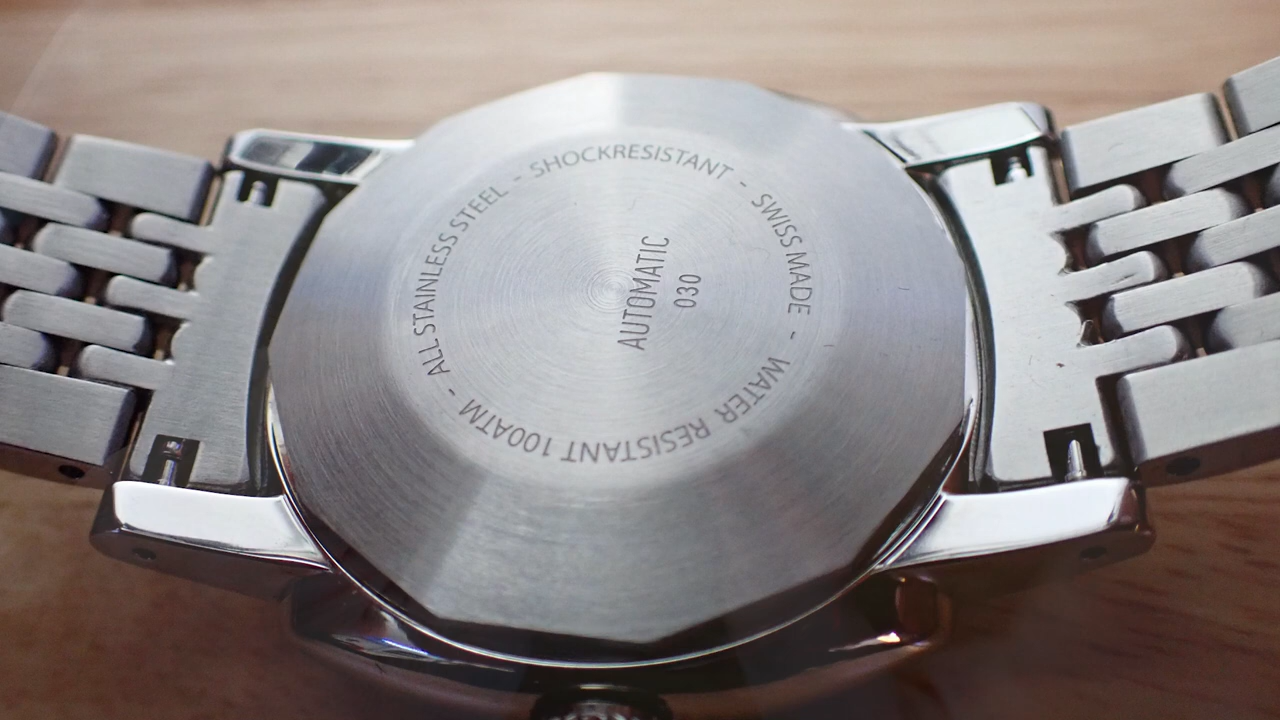 ALL STAINLESS STEEL - SHOCKRESISTANT - SWISS MADE - WATER RESISTANT 100ATM -
AUTOMATIC
030